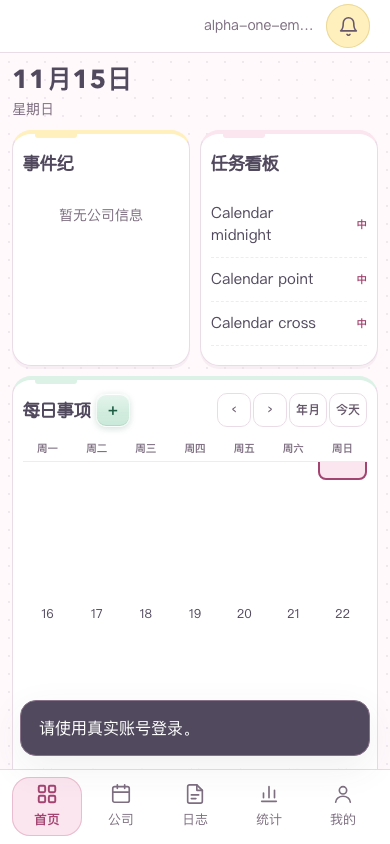 alpha-one-em...
11月15日
星期日
事件纪
暂无公司信息
任务看板
Calendar midnight
中
Calendar point
中
Calendar cross
中
每日事项
+
‹ › 年月 今天
周一 周二 周三 周四 周五 周六 周日
16 17 18 19 20 21 22
请使用真实账号登录。
首页 公司 日志 统计 我的